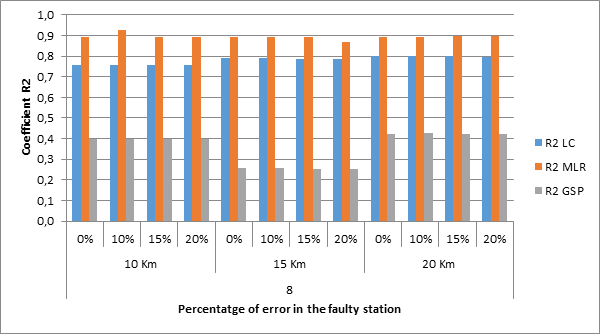 1,0
0,9
0,8
0,7
0,6
0,5
0,4
0,3
0,2
0,1
0,0
Coefficient R2
0% 10% 15% 20% 0% 10% 15% 20% 0% 10% 15% 20%
10 Km 15 Km 20 Km
8
Percentatge of error in the faulty station
R2 LC
R2 MLR
R2 GSP